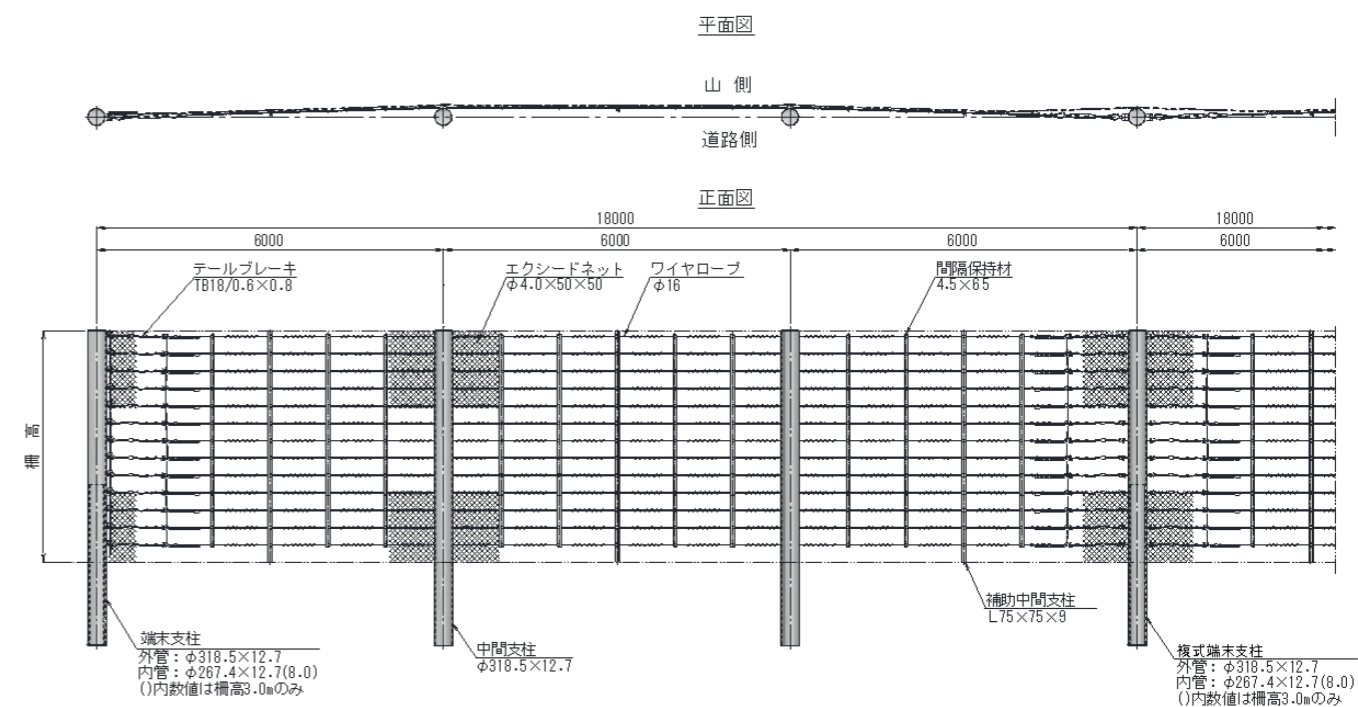 平面図
山 側
道路側
正面図
18000
18000
6000
6000
6000
6000
テールブレーキ
TB18/0.6×0.8
エクシードネット
φ4.0×50×50
ワイヤロープ
φ16
間隔保持材
4.5×65
柵 高
補助中間支柱
L75×75×9
端末支柱
外管：φ318.5×12.7
内管：φ267.4×12.7(8.0)
()内数値は柵高3.0mのみ
中間支柱
φ318.5×12.7
複式端末支柱
外管：φ318.5×12.7
内管：φ267.4×12.7(8.0)
()内数値は柵高3.0mのみ